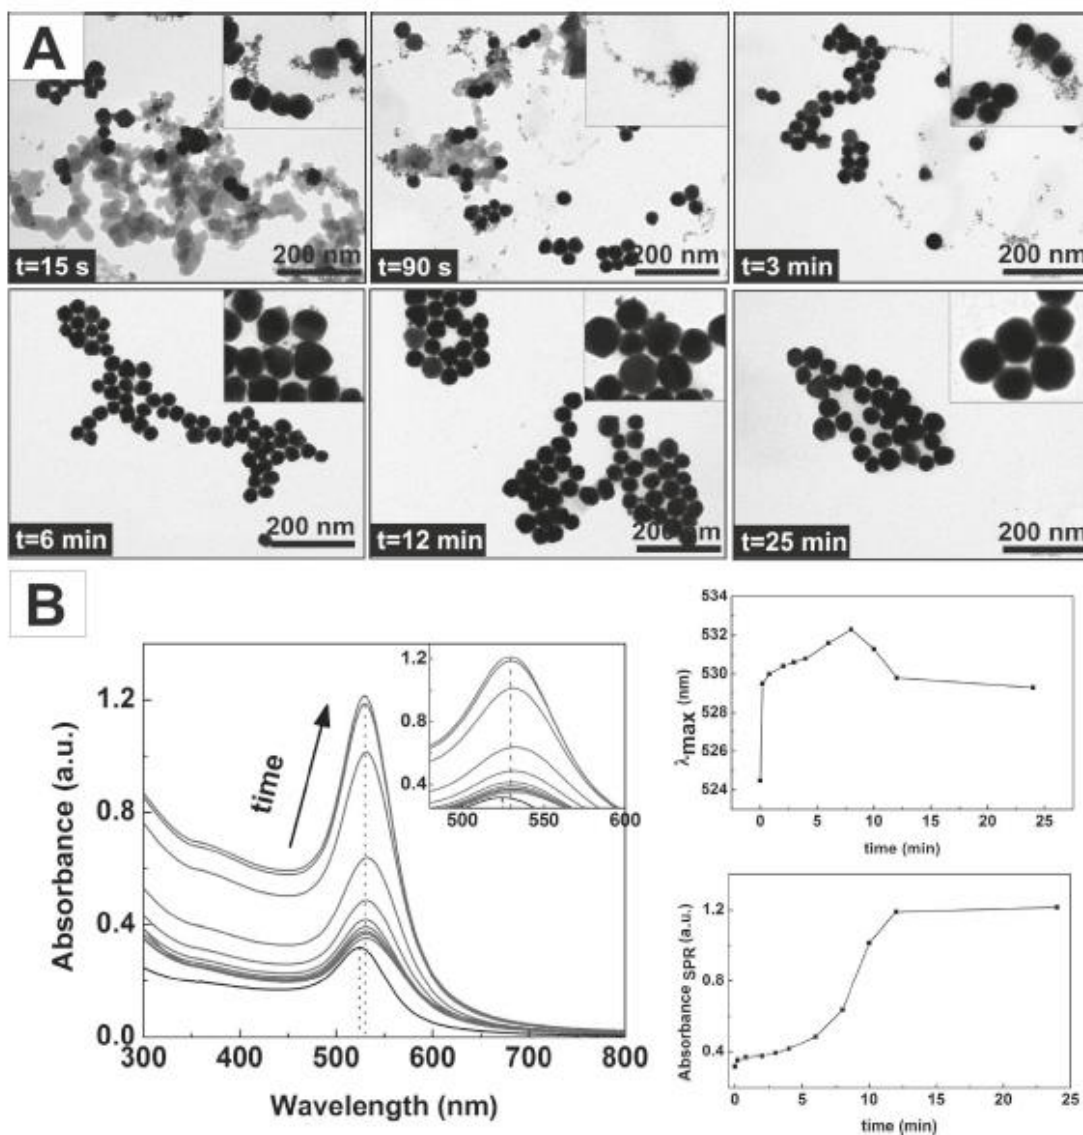 A
t=15 s
200 nm
t=90 s
200 nm
t=3 min
200 nm
t=6 min
200 nm
t=12 min
200 nm
t=25 min
200 nm
B
Absorbance (a.u.)
1.2
0.8
0.4
0.0
300 400 500 600 700 800
Wavelength (nm)
time
1.2
0.8
0.4
500 550 600
λmax (nm)
534
532
530
528
526
524
0 5 10 15 20 25
time (min)
Absorbance SPR (a.u.)
1.2
0.8
0.4
0 5 10 15 20 25
time (min)